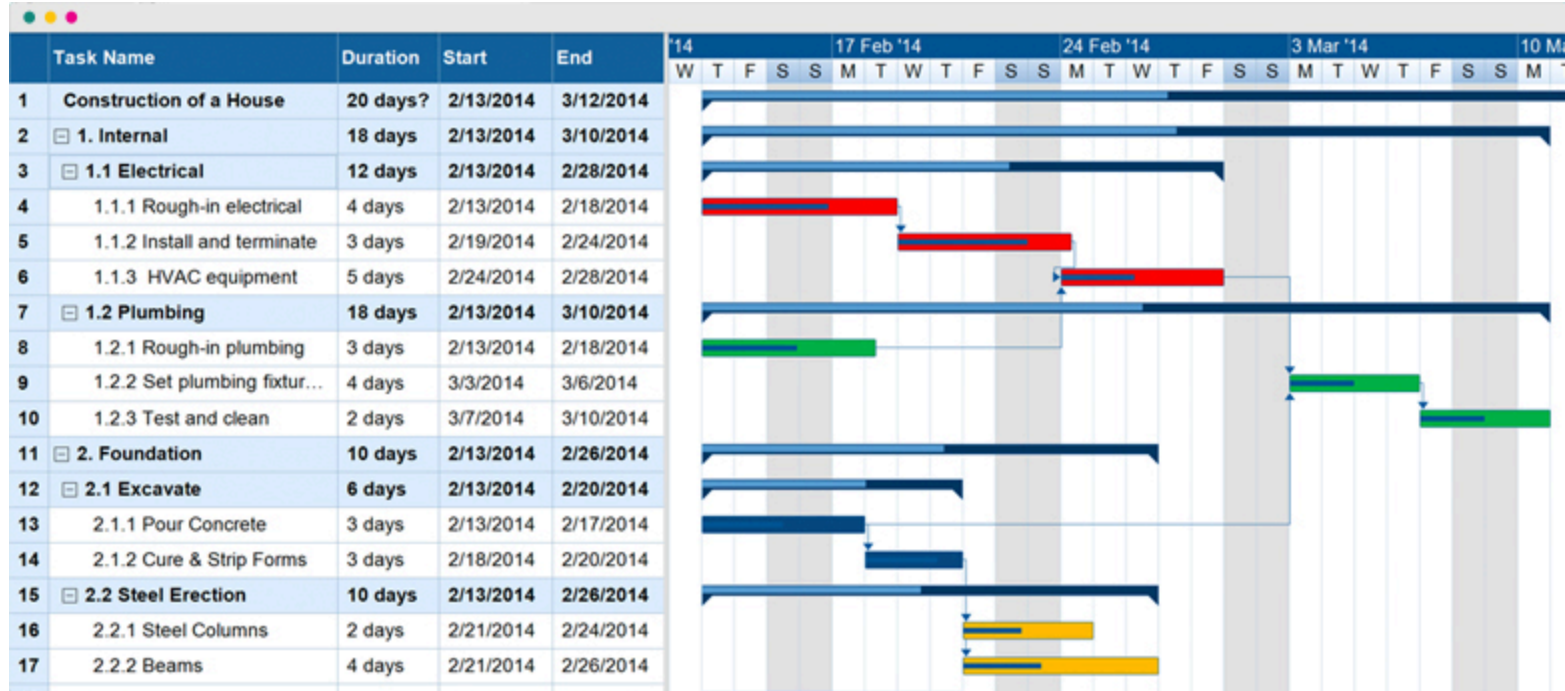 Task Name Duration Start End
'14 17 Feb '14 24 Feb '14 3 Mar '14 10 Ma
W T F S S M T W T F S S M T W T F S S M T W T F S S M T
1 Construction of a House 20 days? 2/13/2014 3/12/2014
2 1. Internal 18 days 2/13/2014 3/10/2014
3 1.1 Electrical 12 days 2/13/2014 2/28/2014
4 1.1.1 Rough-in electrical 4 days 2/13/2014 2/18/2014
5 1.1.2 Install and terminate 3 days 2/19/2014 2/24/2014
6 1.1.3 HVAC equipment 5 days 2/24/2014 2/28/2014
7 1.2 Plumbing 18 days 2/13/2014 3/10/2014
8 1.2.1 Rough-in plumbing 3 days 2/13/2014 2/18/2014
9 1.2.2 Set plumbing fixtur... 4 days 3/3/2014 3/6/2014
10 1.2.3 Test and clean 2 days 3/7/2014 3/10/2014
11 2. Foundation 10 days 2/13/2014 2/26/2014
12 2.1 Excavate 6 days 2/13/2014 2/20/2014
13 2.1.1 Pour Concrete 3 days 2/13/2014 2/17/2014
14 2.1.2 Cure & Strip Forms 3 days 2/18/2014 2/20/2014
15 2.2 Steel Erection 10 days 2/13/2014 2/26/2014
16 2.2.1 Steel Columns 2 days 2/21/2014 2/24/2014
17 2.2.2 Beams 4 days 2/21/2014 2/26/2014